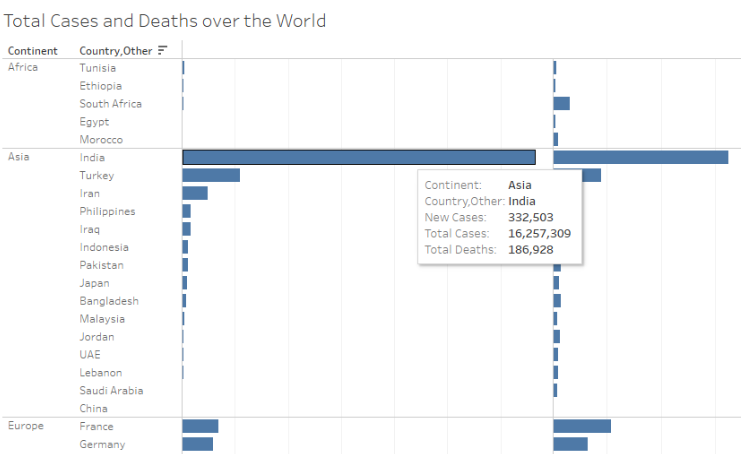 Total Cases and Deaths over the World
Continent Country,Other
Africa Tunisia
Ethiopia
South Africa
Egypt
Morocco
Asia India
Turkey
Iran
Philippines
Iraq
Indonesia
Pakistan
Japan
Bangladesh
Malaysia
Jordan
UAE
Lebanon
Saudi Arabia
China
Europe France
Germany
Continent: Asia
Country,Other: India
New Cases: 332,503
Total Cases: 16,257,309
Total Deaths: 186,928